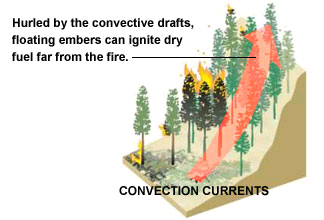 Hurled by the convective drafts,
floating embers can ignite dry
fuel far from the fire.
CONVECTION CURRENTS